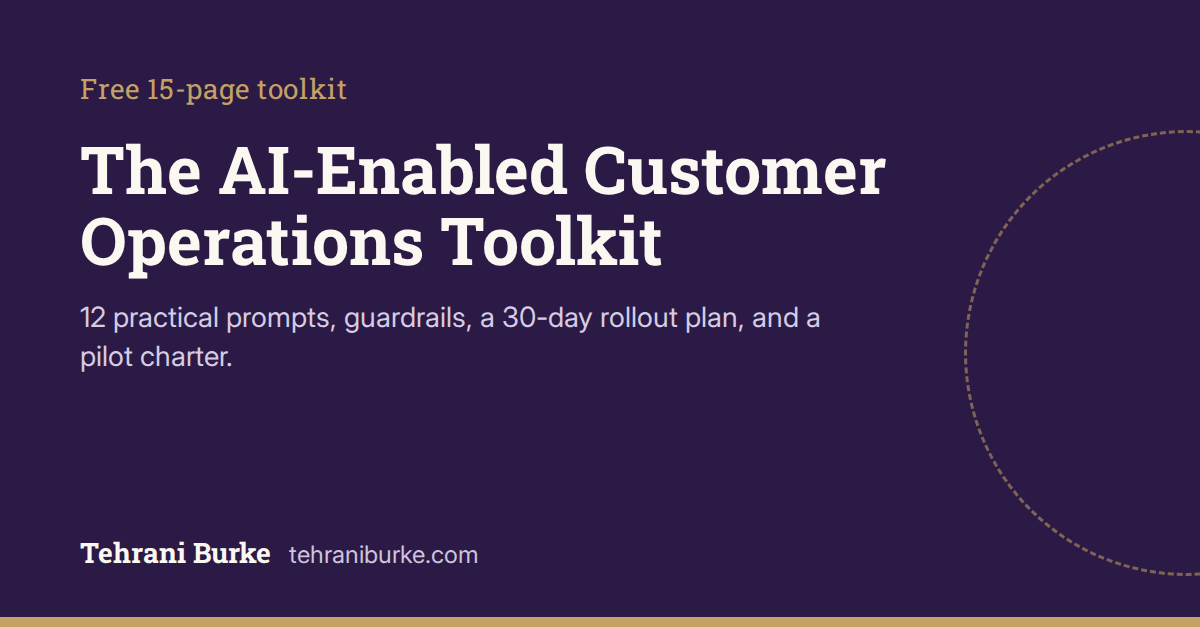 Free 15-page toolkit
The AI-Enabled Customer
Operations Toolkit
12 practical prompts, guardrails, a 30-day rollout plan, and a
pilot charter.
Tehrani Burke tehraniburke.com